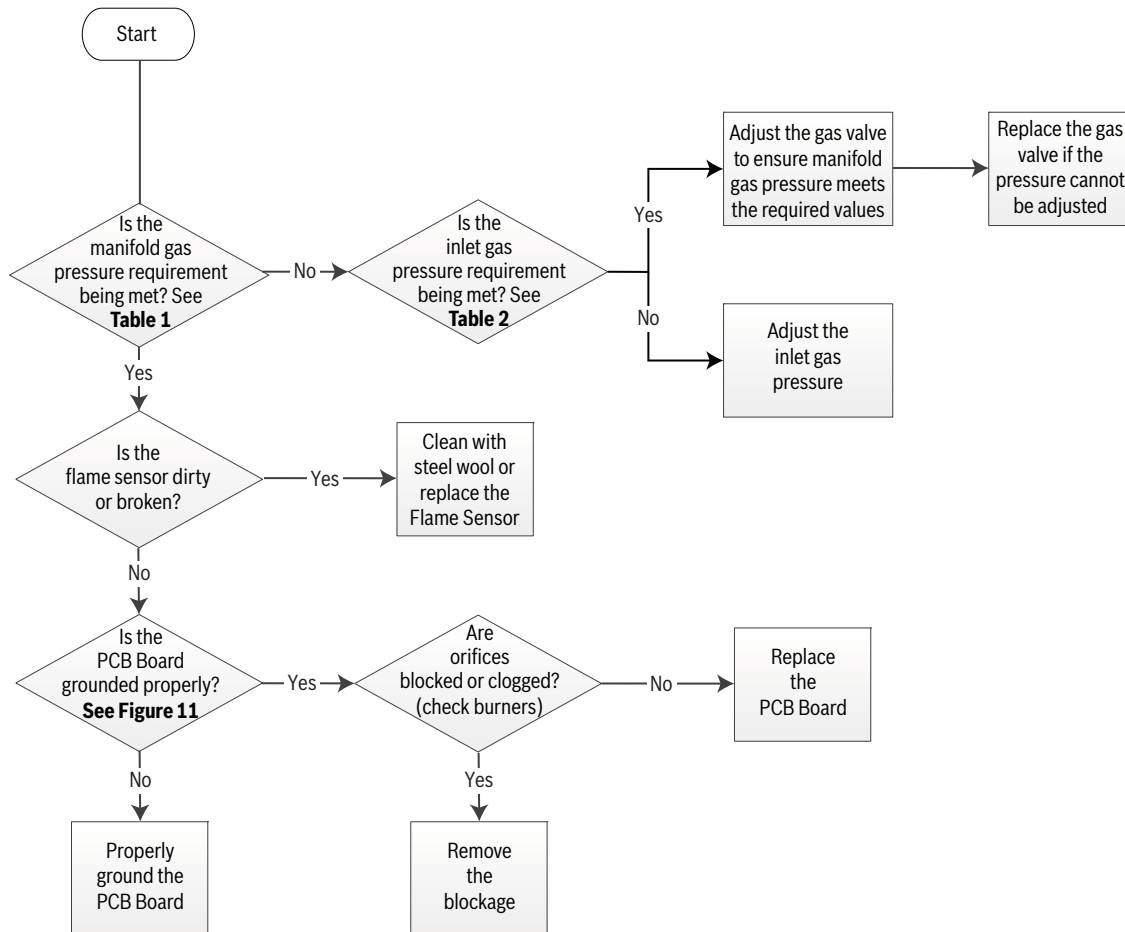 Start
Is the
manifold gas
pressure requirement
being met? See
Table 1
No
Is the
inlet gas
pressure requirement
being met? See
Table 2
Yes
Adjust the gas valve
to ensure manifold
gas pressure meets
the required values
Replace the gas
valve if the
pressure cannot
be adjusted
No
Adjust the
inlet gas
pressure
Yes
Is the
flame sensor dirty
or broken?
Yes
Clean with
steel wool or
replace the
Flame Sensor
No
Is the
PCB Board
grounded properly?
See Figure 11
Yes
Are
orifices
blocked or clogged?
(check burners)
No
Replace
the
PCB Board
No
Properly
ground the
PCB Board
Yes
Remove
the
blockage